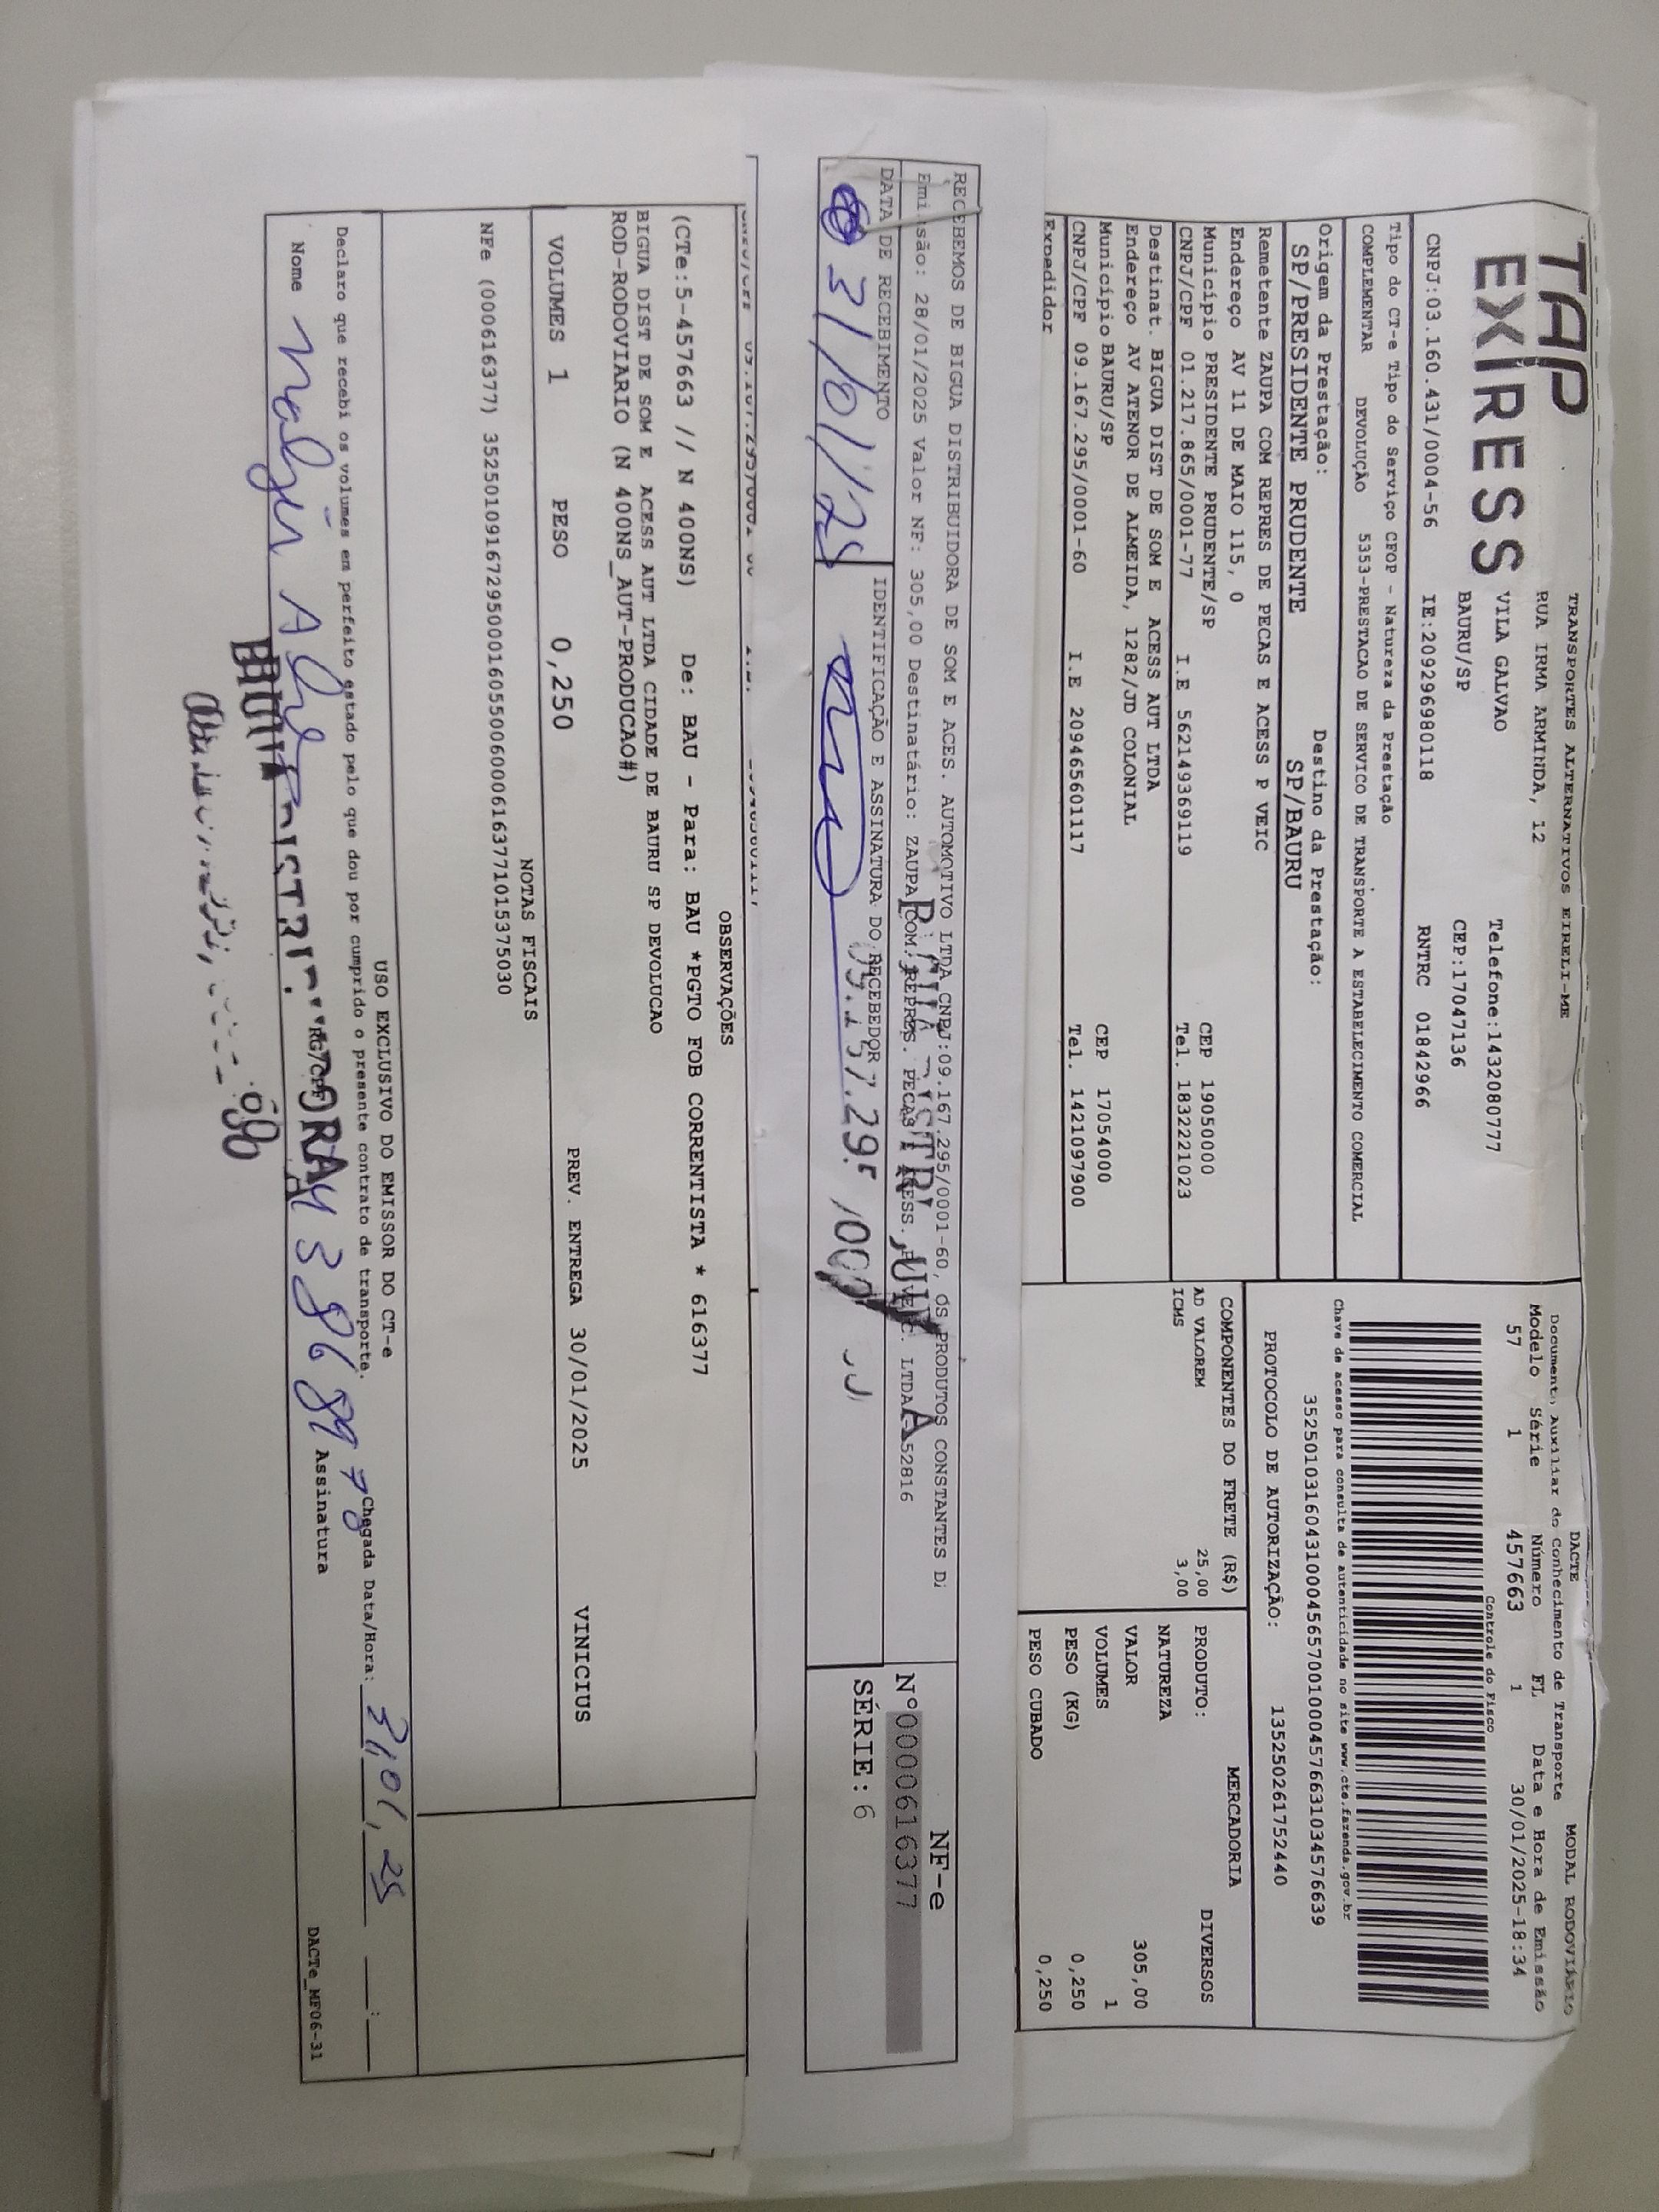 TAP
EXPRESS
TRANSPORTES ALTERNATIVOS EIRELI-ME
RUA IRMA ARMINDA, 12
VILA GALVAO Telefone:1432080777
BAURU/SP CEP:17047136
CNPJ:03.160.431/0004-56 IE:209296980118 RNTRC 01842966
Tipo do CT-e Tipo do Serviço CFOP - Natureza da Prestação
COMPLEMENTAR DEVOLUÇÃO 5353-PRESTACAO DE SERVICO DE TRANSPORTE A ESTABELECIMENTO COMERCIAL
Origem da Prestação: Destino da Prestação:
SP/PRESIDENTE PRUDENTE SP/BAURU
Remetente ZAUPA COM REPRES DE PECAS E ACESS P VEIC
Endereço AV 11 DE MAIO 115, 0
Município PRESIDENTE PRUDENTE/SP CEP 19050000
CNPJ/CPF 01.217.865/0001-77 I.E 562149369119 Tel. 1832221023
Destinat. BIGUA DIST DE SOM E ACESS AUT LTDA
Endereço AV ATENOR DE ALMEIDA, 1282/JD COLONIAL
Município BAURU/SP CEP 17054000
CNPJ/CPF 09.167.295/0001-60 I.E 209465601117 Tel. 1421097900
Expedidor
DACTE MODAL RODOVIÁRIO
Documento Auxiliar do Conhecimento de Transporte
Modelo Série Número FL Data e Hora de Emissão
57 1 457663 1 30/01/2025-18:34
Controle do Fisco
Chave de acesso para consulta de autenticidade no site www.cte.fazenda.gov.br
35250103160431000456570010004576631034576639
PROTOCOLO DE AUTORIZAÇÃO: 135250261752440
COMPONENTES DO FRETE (R$)
AD VALOREM 25,00
ICMS 3,00
MERCADORIA
PRODUTO: DIVERSOS
NATUREZA
VALOR 305,00
VOLUMES 1
PESO (KG) 0,250
PESO CUBADO 0,250
RECEBEMOS DE BIGUA DISTRIBUIDORA DE SOM E ACES. AUTOMOTIVO LTDA CNPJ:09.167.295/0001-60, OS PRODUTOS CONSTANTES DA
Emissão: 28/01/2025 Valor NF: 305,00 Destinatário: ZAUPA COM. REPRES. PECAS E ACESS. P VEIC. LTDA - 52816
DATA DE RECEBIMENTO IDENTIFICAÇÃO E ASSINATURA DO RECEBEDOR
31/01/25
NF-e
Nº000616377
SÉRIE:6
OBSERVAÇÕES
(CTe:5-457663 // N 400NS) De: BAU - Para: BAU *PGTO FOB CORRENTISTA * 616377
BIGUA DIST DE SOM E ACESS AUT LTDA CIDADE DE BAURU SP DEVOLUCAO
ROD-RODOVIARIO (N 400NS_AUT-PRODUCAO#)
VOLUMES 1 PESO 0,250 PREV. ENTREGA 30/01/2025 VINICIUS
NOTAS FISCAIS
NFe (000616377) 35250109167295000160550060006163771015375030
USO EXCLUSIVO DO EMISSOR DO CT-e
Declaro que recebi os volumes em perfeito estado pelo que dou por cumprido o presente contrato de transporte. Chegada Data/Hora: 31/01/25
Nome RG/CPF Assinatura
DACTe_MF06-31